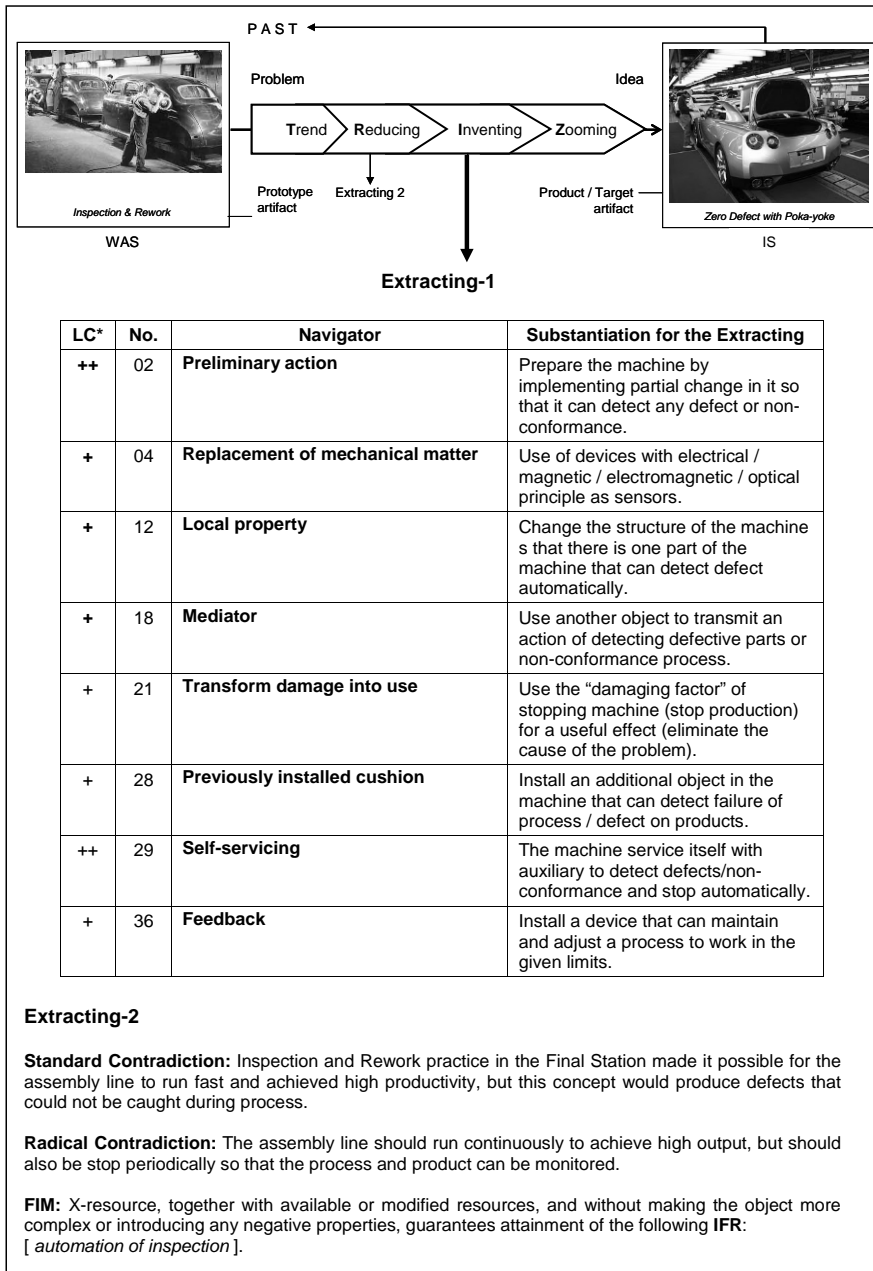 PAST
Problem
Idea
Trend
Reducing
Inventing
Zooming
Inspection & Rework
Prototype
artifact
Extracting 2
Product / Target
artifact
Zero Defect with Poka-yoke
WAS
IS
Extracting-1
LC* No. Navigator Substantiation for the Extracting
++ 02 Preliminary action Prepare the machine by
implementing partial change in it so
that it can detect any defect or non-
conformance.
+ 04 Replacement of mechanical matter Use of devices with electrical /
magnetic / electromagnetic / optical
principle as sensors.
+ 12 Local property Change the structure of the machine
s that there is one part of the
machine that can detect defect
automatically.
+ 18 Mediator Use another object to transmit an
action of detecting defective parts or
non-conformance process.
+ 21 Transform damage into use Use the “damaging factor” of
stopping machine (stop production)
for a useful effect (eliminate the
cause of the problem).
+ 28 Previously installed cushion Install an additional object in the
machine that can detect failure of
process / defect on products.
++ 29 Self-servicing The machine service itself with
auxiliary to detect defects/non-
conformance and stop automatically.
+ 36 Feedback Install a device that can maintain
and adjust a process to work in the
given limits.
Extracting-2
Standard Contradiction: Inspection and Rework practice in the Final Station made it possible for the
assembly line to run fast and achieved high productivity, but this concept would produce defects that
could not be caught during process.
Radical Contradiction: The assembly line should run continuously to achieve high output, but should
also be stop periodically so that the process and product can be monitored.
FIM: X-resource, together with available or modified resources, and without making the object more
complex or introducing any negative properties, guarantees attainment of the following IFR:
[ automation of inspection ].